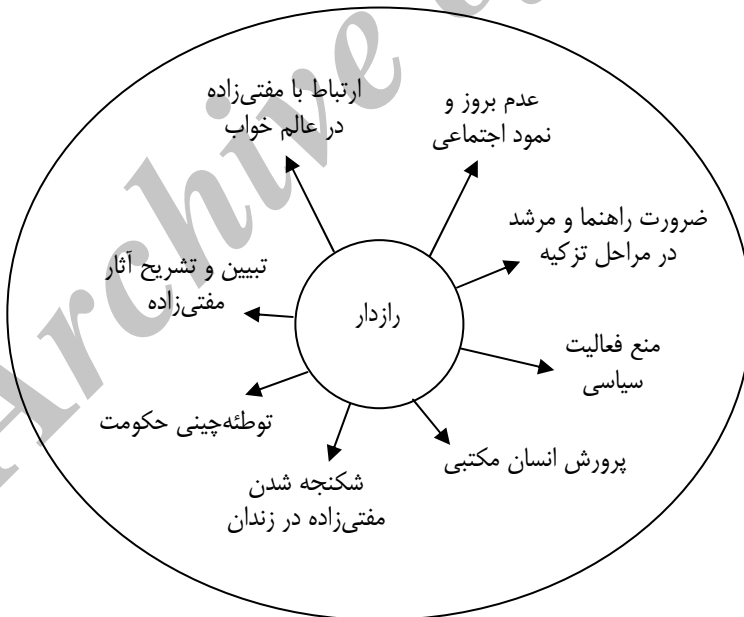 ارتباط با مفتی‌زاده
در عالم خواب
عدم بروز و
نمود اجتماعی
ضرورت راهنما و مرشد
در مراحل تزکیه
تبیین و تشریح آثار
مفتی‌زاده
رازدار
منع فعالیت
سیاسی
توطئه‌چینی حکومت
پرورش انسان مکتبی
شکنجه شدن
مفتی‌زاده در زندان
Archive